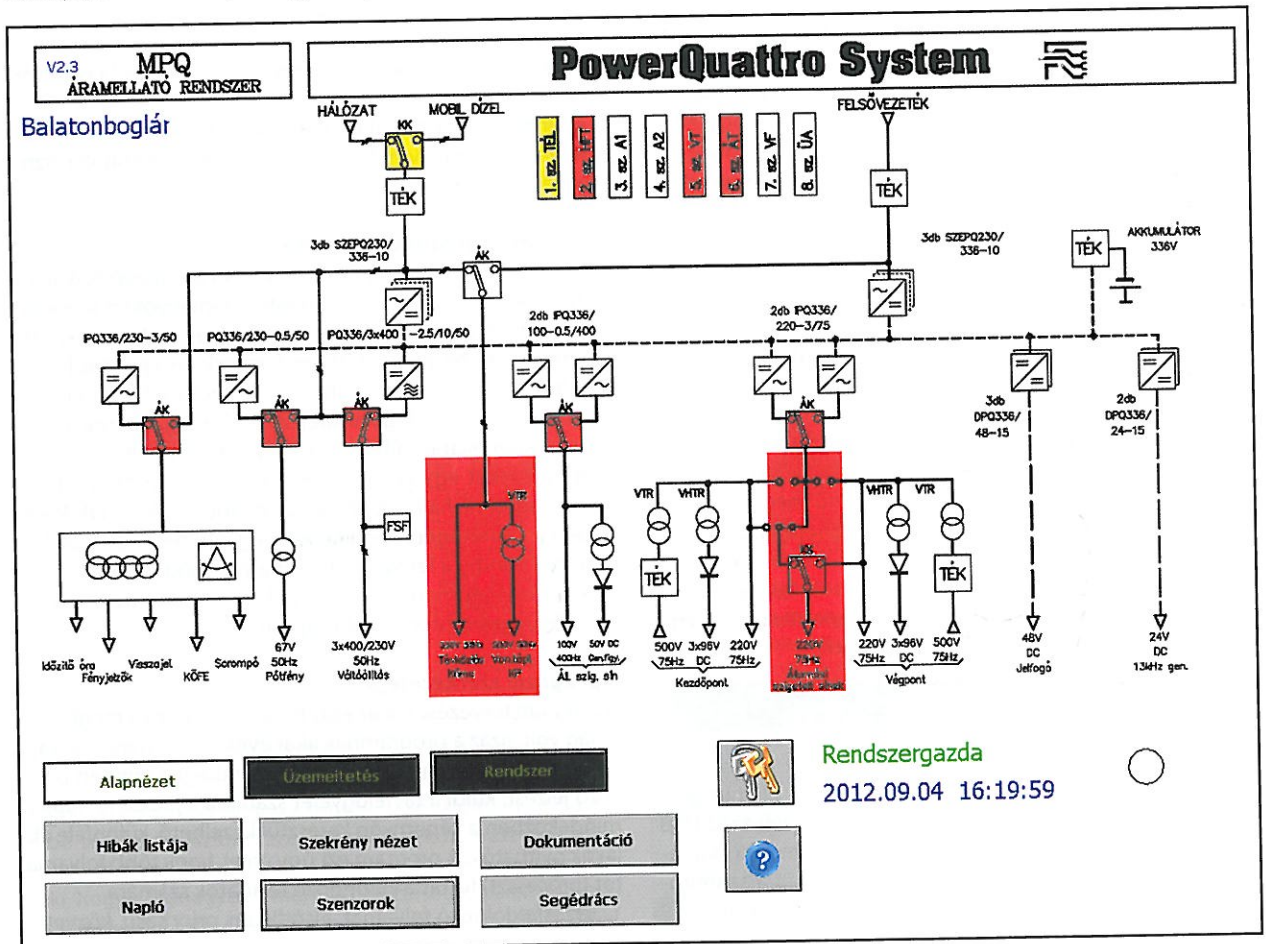 V2.3 MPQ
ÁRAMELLÁTÓ RENDSZER
PowerQuattro System
Balatonboglár
HÁLÓZAT
MOBIL DÍZEL
FELSŐVEZETÉK
KK
1. sz. TÉL
2. sz. HFT
3. sz. A1
4. sz. A2
5. sz. VT
6. sz. ÁT
7. sz. VF
8. sz. ÜA
TÉK
TÉK
3db SZEPQ230/
336-10
ÁK
3db SZEPQ230/
336-10
TÉK
AKKUMULÁTOR
336V
IPQ336/230-3/50
PQ336/230-0.5/50
PQ336/3x400 -2.5/10/50
2db IPQ336/
100-0.5/400
2db IPQ336/
220-3/75
ÁK
ÁK
ÁK
ÁK
ÁK
3db
DPQ336/
48-15
2db
DPQ336/
24-15
FSF
VTR
VTR
VHTR
VHTR
VTR
TÉK
TÉK
Időzítő óra
Fényjelzők
Visszajel
KÖFE
Sorompó
67V
50Hz
Pótfény
3x400/230V
50Hz
Váltóállítás
100V
400Hz
50V DC
ÁL szig. sín
500V
75Hz
3x96V
DC
220V
75Hz
Kezdőpont
220V
75Hz
220V
75Hz
3x96V
DC
500V
75Hz
Végpont
48V
DC
Jelfogó
24V
DC
13kHz gen.
Alapnézet
Üzemeltetés
Rendszer
Rendszergazda
2012.09.04 16:19:59
Hibák listája
Szekrény nézet
Dokumentáció
?
Napló
Szenzorok
Segédrács